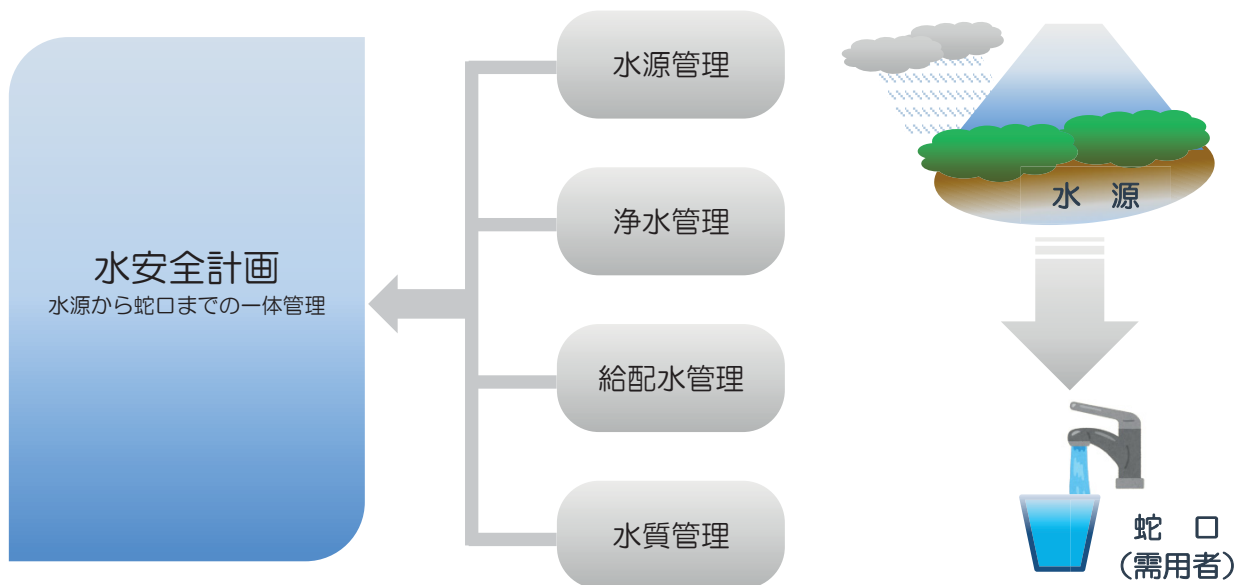 水安全計画
水源から蛇口までの一体管理
水源管理
浄水管理
給配水管理
水質管理
水 源
蛇 口
(需用者)